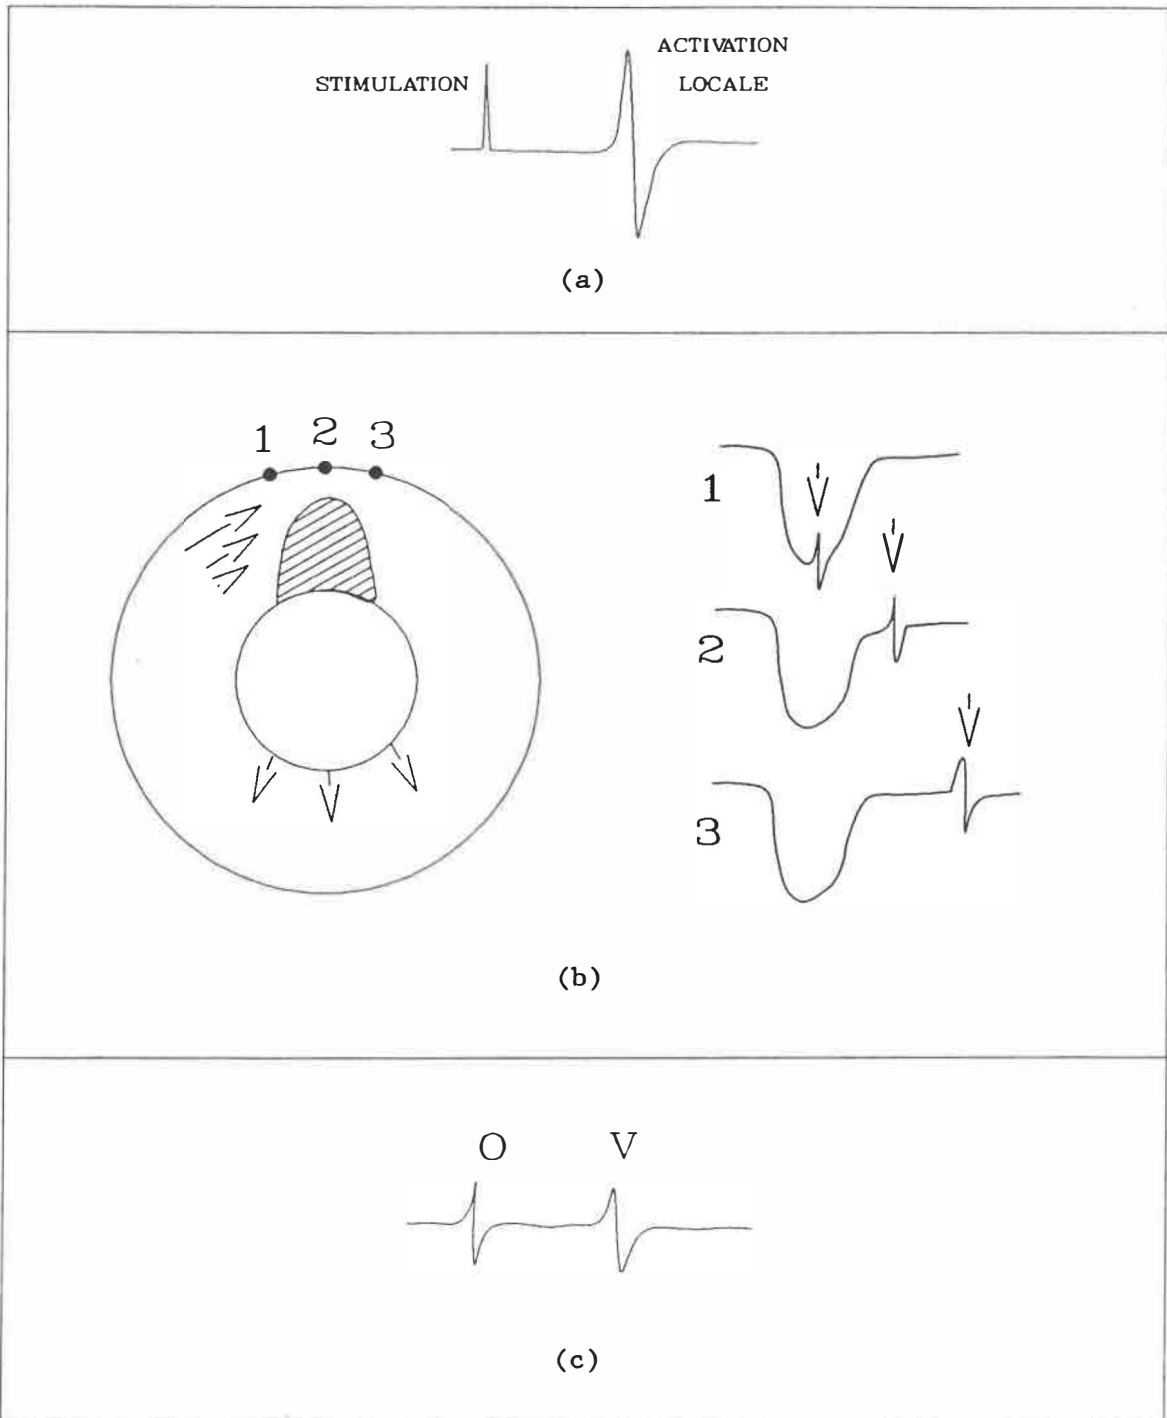 ACTIVATION
STIMULATION LOCALE
(a)
1 2 3
1
2
3
(b)
O V
(c)